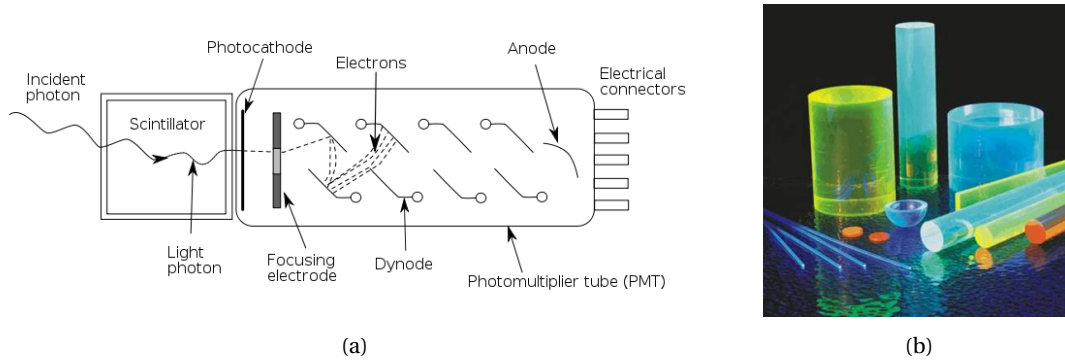 Photocathode
Anode
Electrons
Electrical
connectors
Incident
photon
Scintillator
Light
photon
Focusing
electrode
Dynode
Photomultiplier tube (PMT)
(a)
(b)